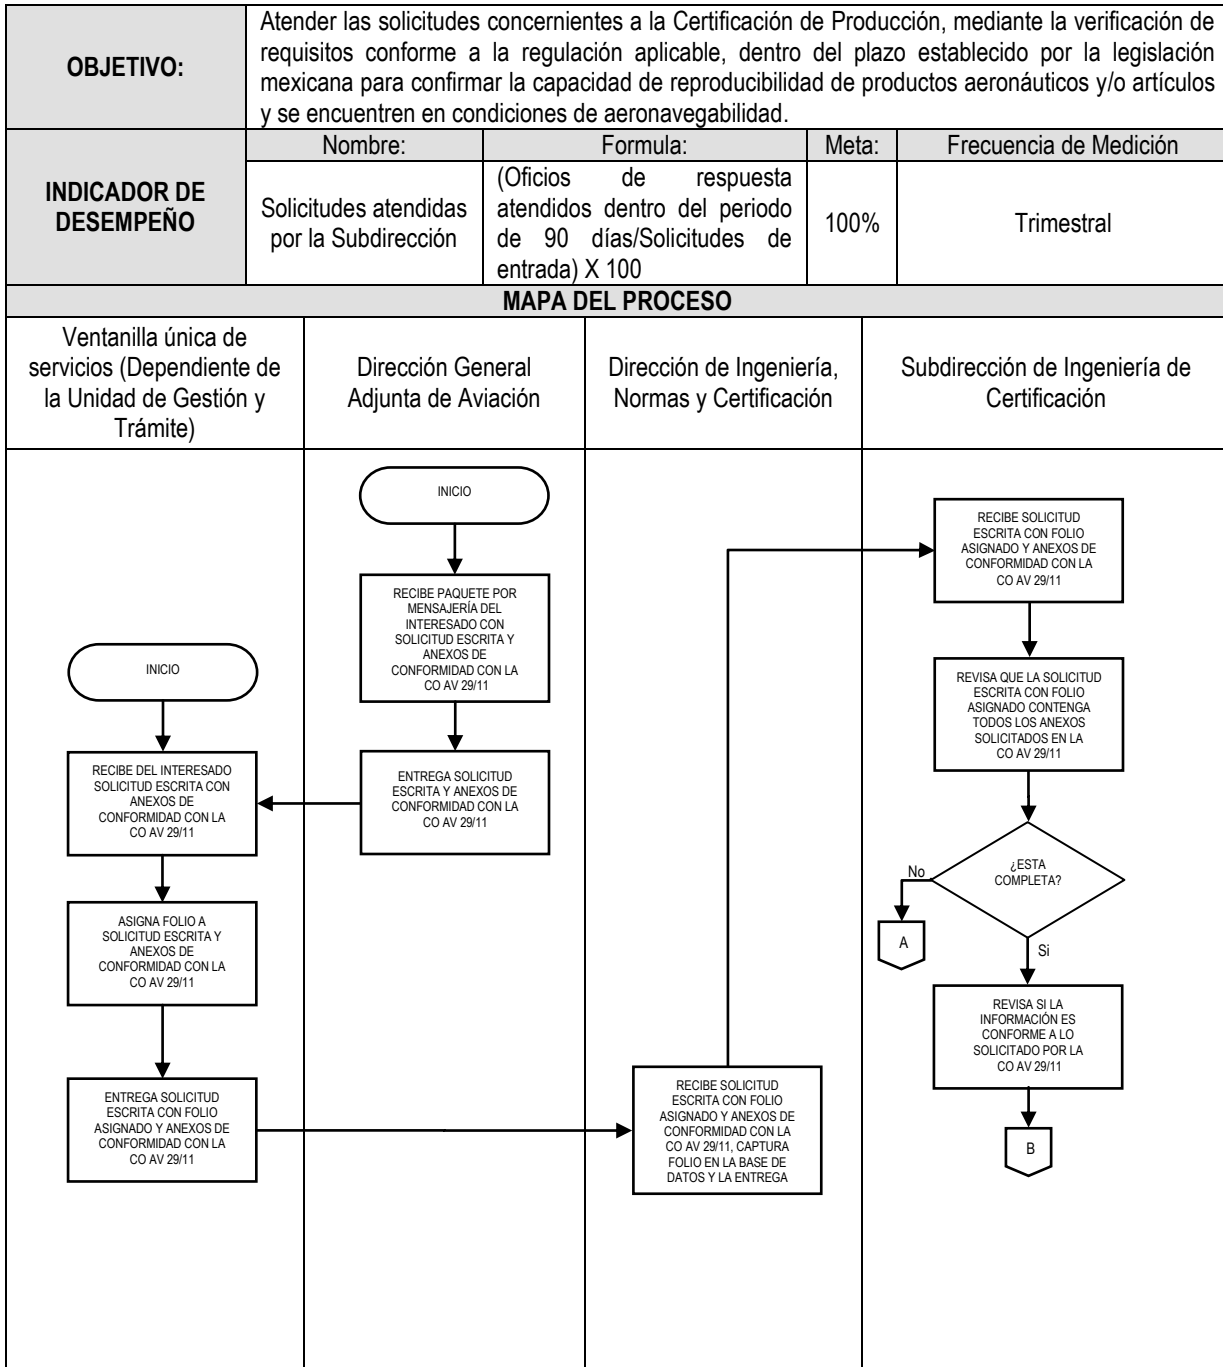 OBJETIVO:
Atender las solicitudes concernientes a la Certificación de Producción, mediante la verificación de
requisitos conforme a la regulación aplicable, dentro del plazo establecido por la legislación
mexicana para confirmar la capacidad de reproducibilidad de productos aeronáuticos y/o artículos
y se encuentren en condiciones de aeronavegabilidad.
INDICADOR DE
DESEMPEÑO
Nombre:
Formula:
Meta:
Frecuencia de Medición
Solicitudes atendidas
por la Subdirección
(Oficios de respuesta
atendidos dentro del periodo
de 90 días/Solicitudes de
entrada) X 100
100%
Trimestral
MAPA DEL PROCESO
Ventanilla única de
servicios (Dependiente de
la Unidad de Gestión y
Trámite)
Dirección General
Adjunta de Aviación
Dirección de Ingeniería,
Normas y Certificación
Subdirección de Ingeniería de
Certificación
INICIO
RECIBE DEL INTERESADO
SOLICITUD ESCRITA CON
ANEXOS DE
CONFORMIDAD CON LA
CO AV 29/11
ASIGNA FOLIO A
SOLICITUD ESCRITA Y
ANEXOS DE
CONFORMIDAD CON LA
CO AV 29/11
ENTREGA SOLICITUD
ESCRITA CON FOLIO
ASIGNADO Y ANEXOS DE
CONFORMIDAD CON LA
CO AV 29/11
INICIO
RECIBE PAQUETE POR
MENSAJERÍA DEL
INTERESADO CON
SOLICITUD ESCRITA Y
ANEXOS DE
CONFORMIDAD CON LA
CO AV 29/11
ENTREGA SOLICITUD
ESCRITA Y ANEXOS DE
CONFORMIDAD CON LA
CO AV 29/11
RECIBE SOLICITUD
ESCRITA CON FOLIO
ASIGNADO Y ANEXOS DE
CONFORMIDAD CON LA
CO AV 29/11, CAPTURA
FOLIO EN LA BASE DE
DATOS Y LA ENTREGA
RECIBE SOLICITUD
ESCRITA CON FOLIO
ASIGNADO Y ANEXOS DE
CONFORMIDAD CON LA
CO AV 29/11
REVISA QUE LA SOLICITUD
ESCRITA CON FOLIO
ASIGNADO CONTENGA
TODOS LOS ANEXOS
SOLICITADOS EN LA
CO AV 29/11
¿ESTA
COMPLETA?
No
A
Si
REVISA SI LA
INFORMACIÓN ES
CONFORME A LO
SOLICITADO POR LA
CO AV 29/11
B